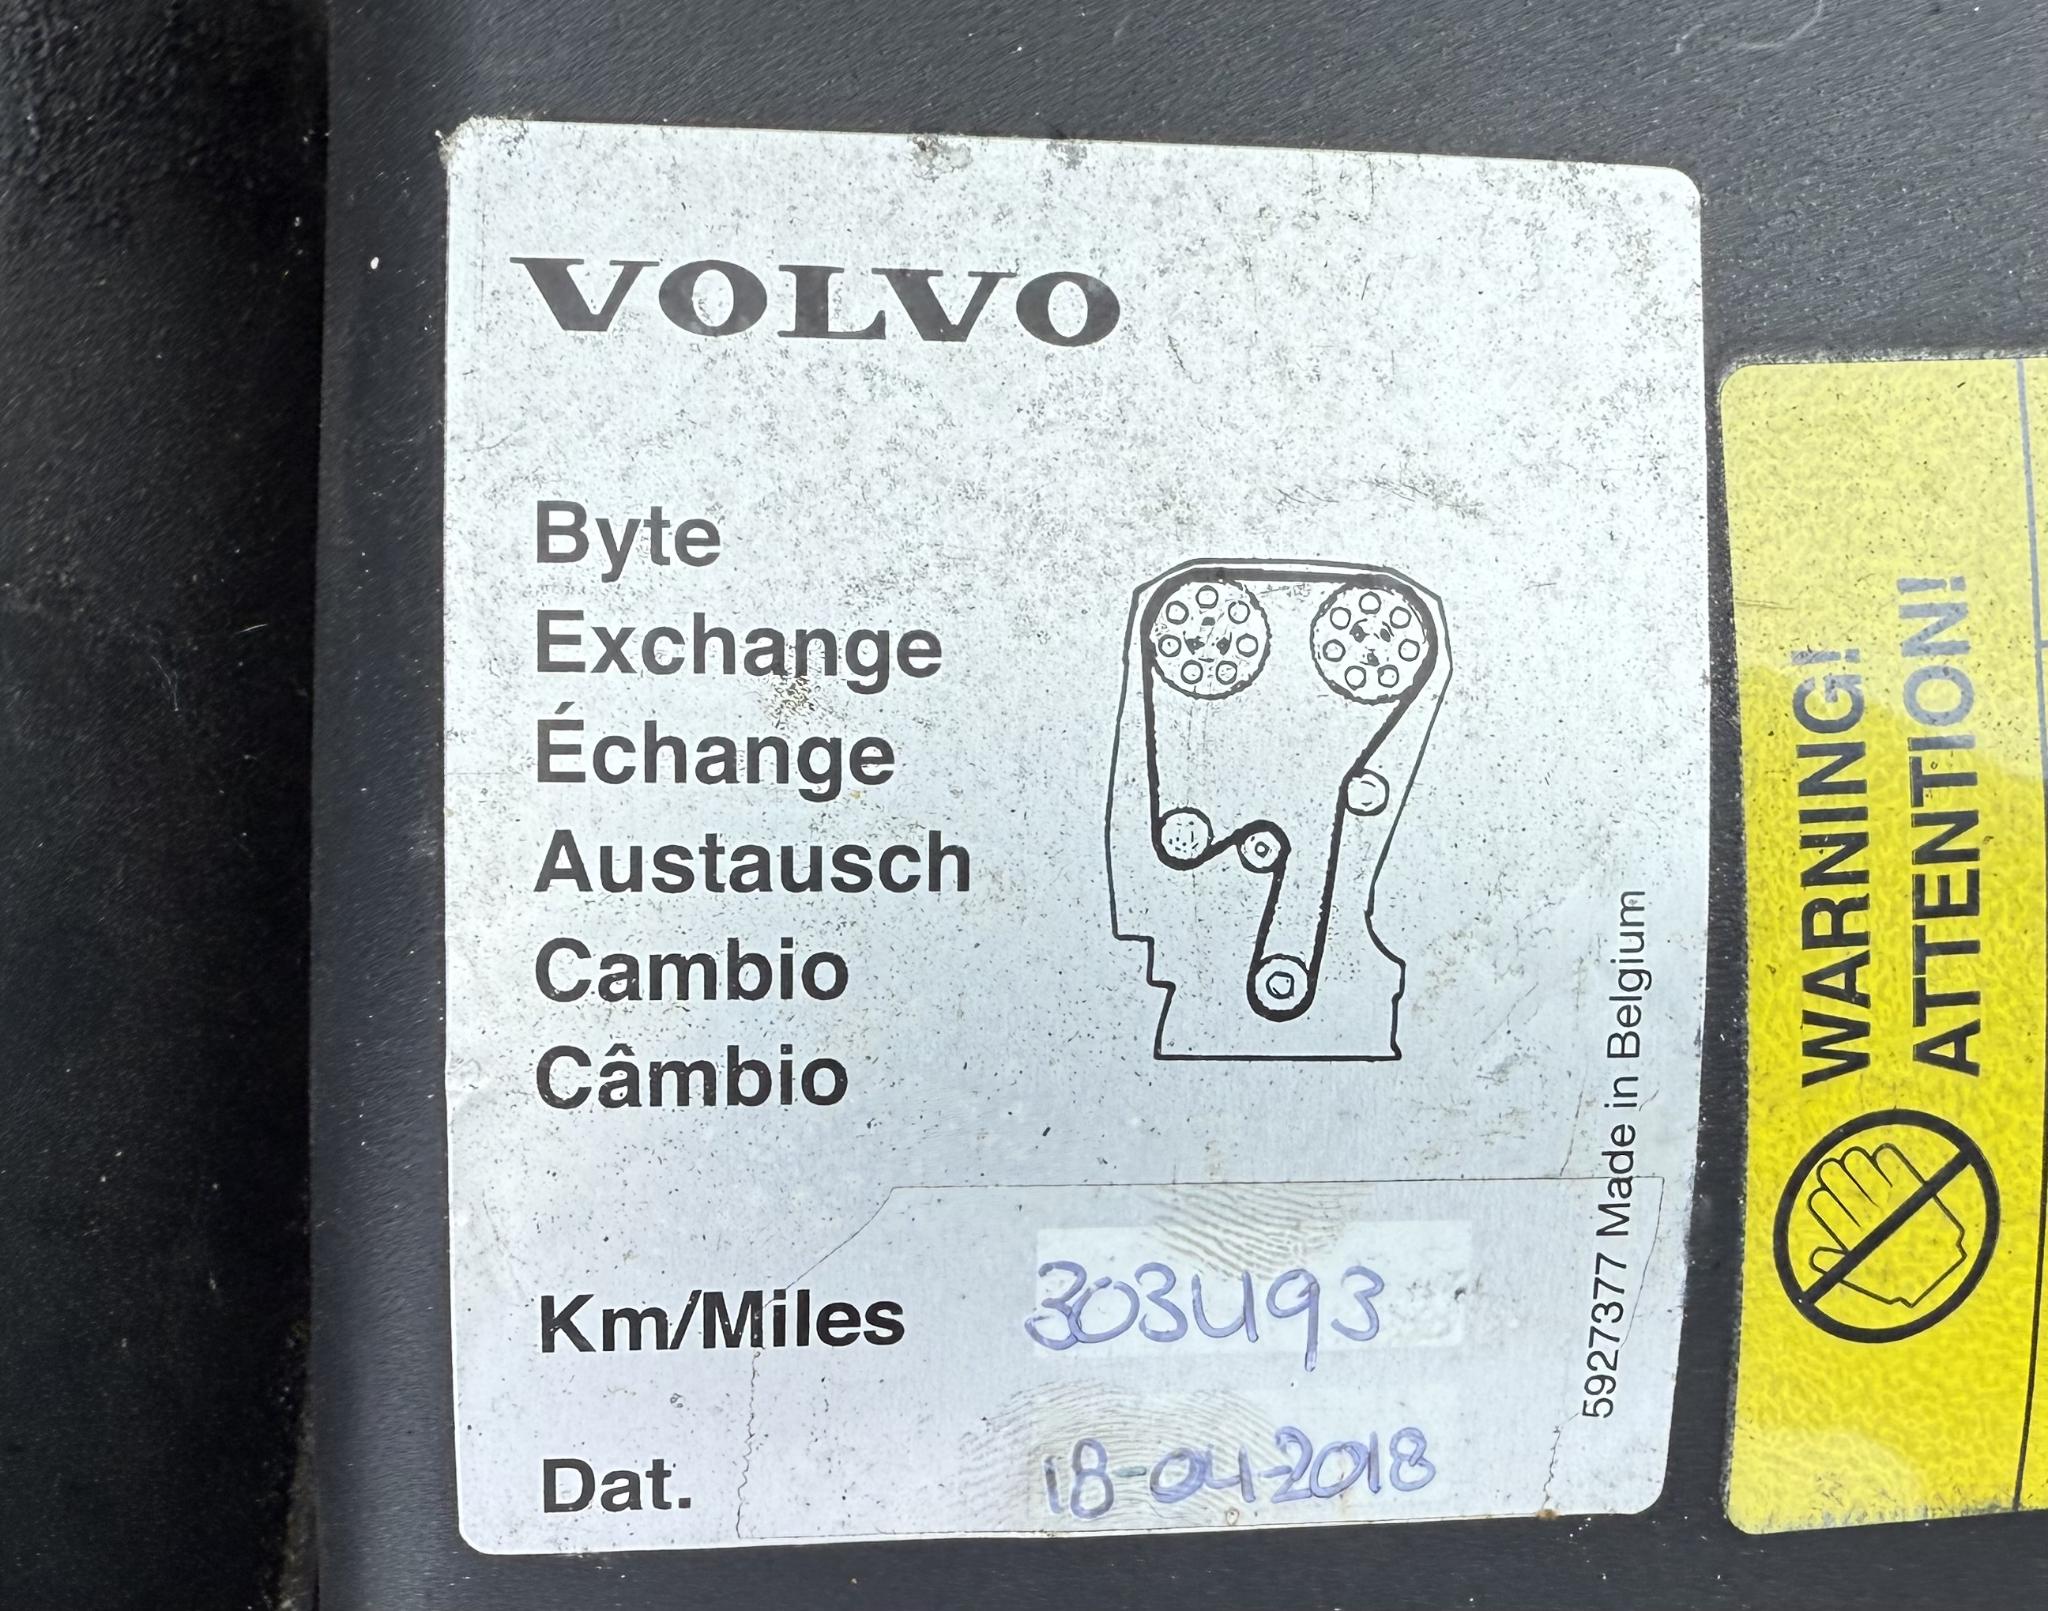 VOLVO
Byte
Exchange
Échange
Austausch
Cambio
Câmbio
Km/Miles 303493
Dat. 18-04-2018
5927377 Made in Belgium
WARNING!
ATTENTION!